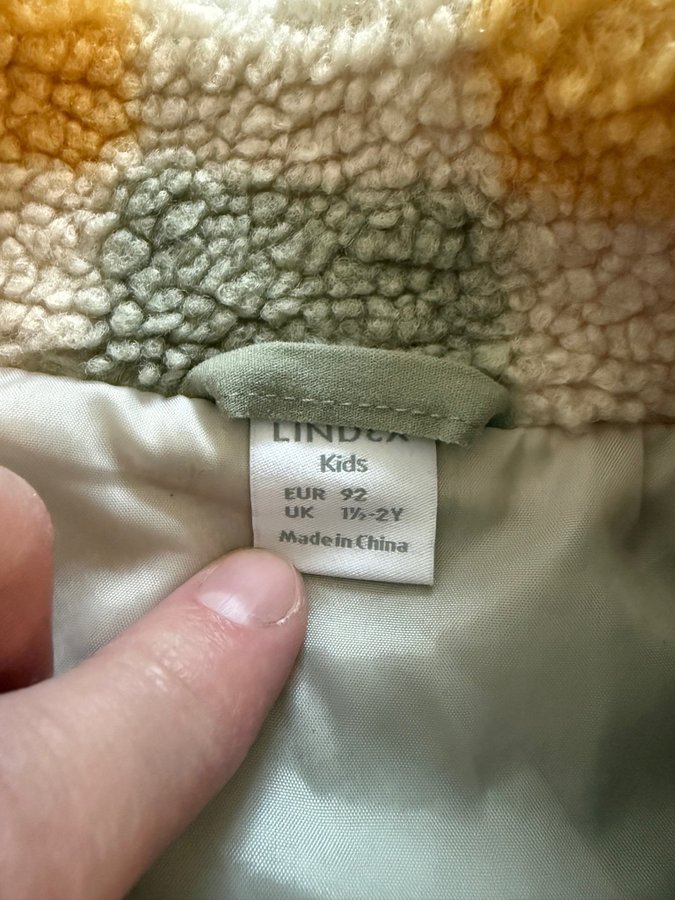 LINDEX
Kids
EUR 92
UK 1½-2Y
Made in China